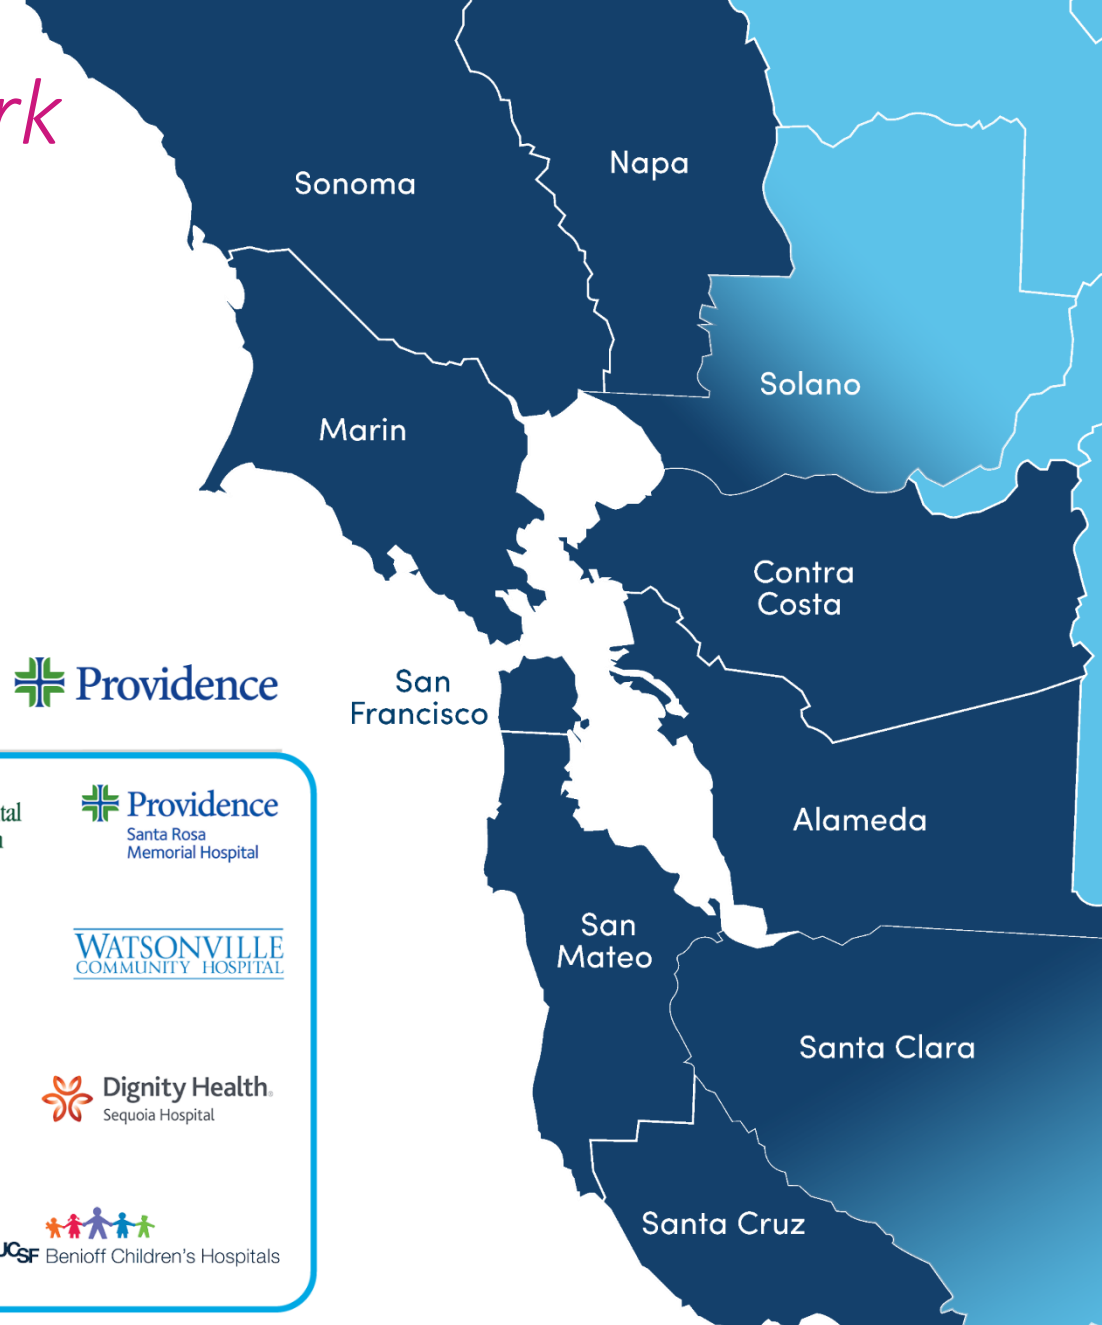 Sonoma
Napa
Solano
Marin
Contra
Costa
Providence
San
Francisco
Providence
Santa Rosa
Memorial Hospital
Alameda
San
Mateo
WATSONVILLE
COMMUNITY HOSPITAL
Santa Clara
Dignity Health®
Sequoia Hospital
Santa Cruz
UCSF Benioff Children's Hospitals